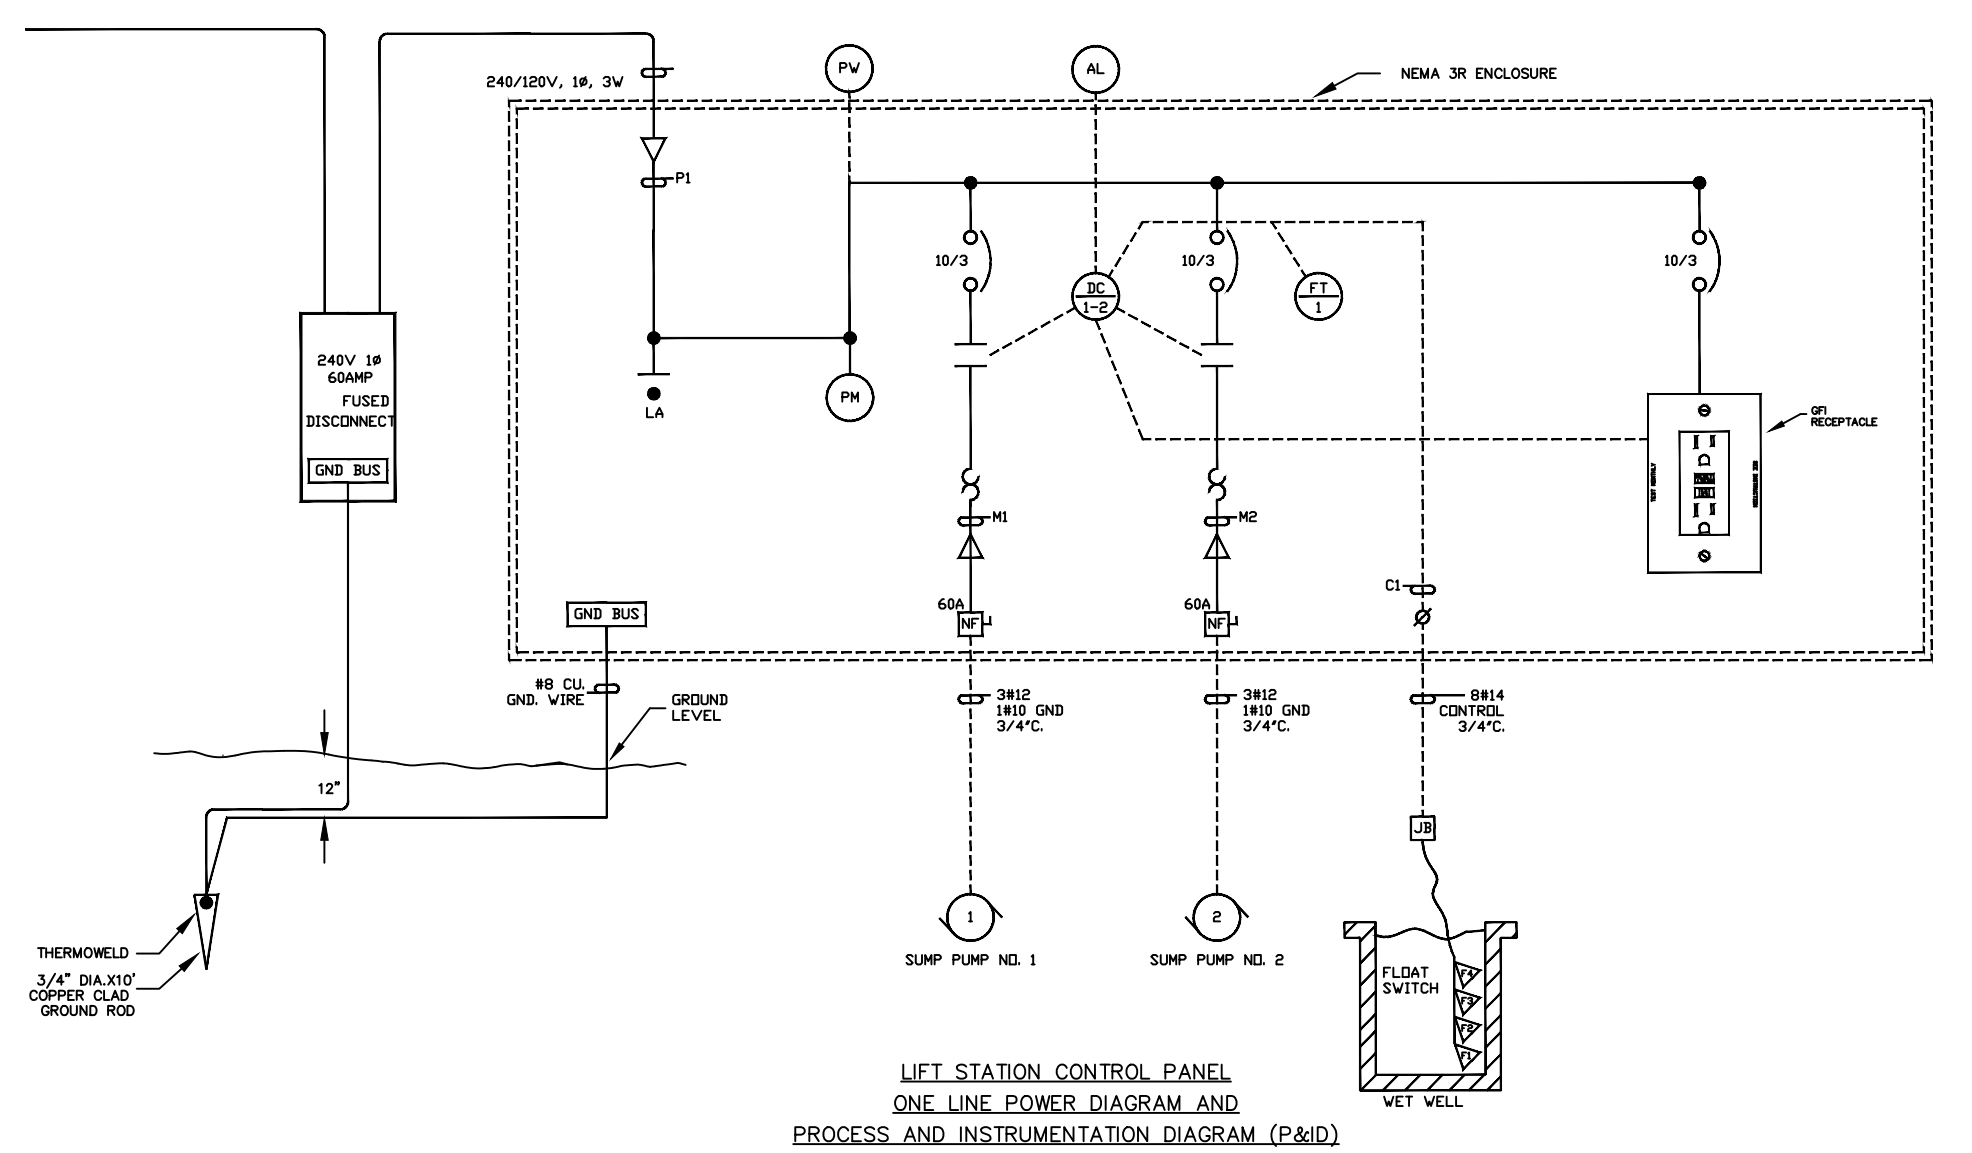 240/120V, 1ø, 3W
PW
AL
NEMA 3R ENCLOSURE
P1
10/3
10/3
10/3
DC
1-2
FT
1
240V 1ø
60AMP
FUSED
DISCONNECT
GND BUS
LA
PM
GFI
RECEPTACLE
TEST MONTHLY
SEE INSTRUCTION
M1
M2
C1
60A
NF
60A
NF
GND BUS
#8 CU.
GND. WIRE
GROUND
LEVEL
3#12
1#10 GND
3/4"C.
3#12
1#10 GND
3/4"C.
8#14
CONTROL
3/4"C.
12"
JB
1
2
THERMOWELD
3/4" DIA.X10'
COPPER CLAD
GROUND ROD
SUMP PUMP NO. 1
SUMP PUMP NO. 2
FLOAT
SWITCH
F4
F3
F2
F1
WET WELL
LIFT STATION CONTROL PANEL
ONE LINE POWER DIAGRAM AND
PROCESS AND INSTRUMENTATION DIAGRAM (P&ID)